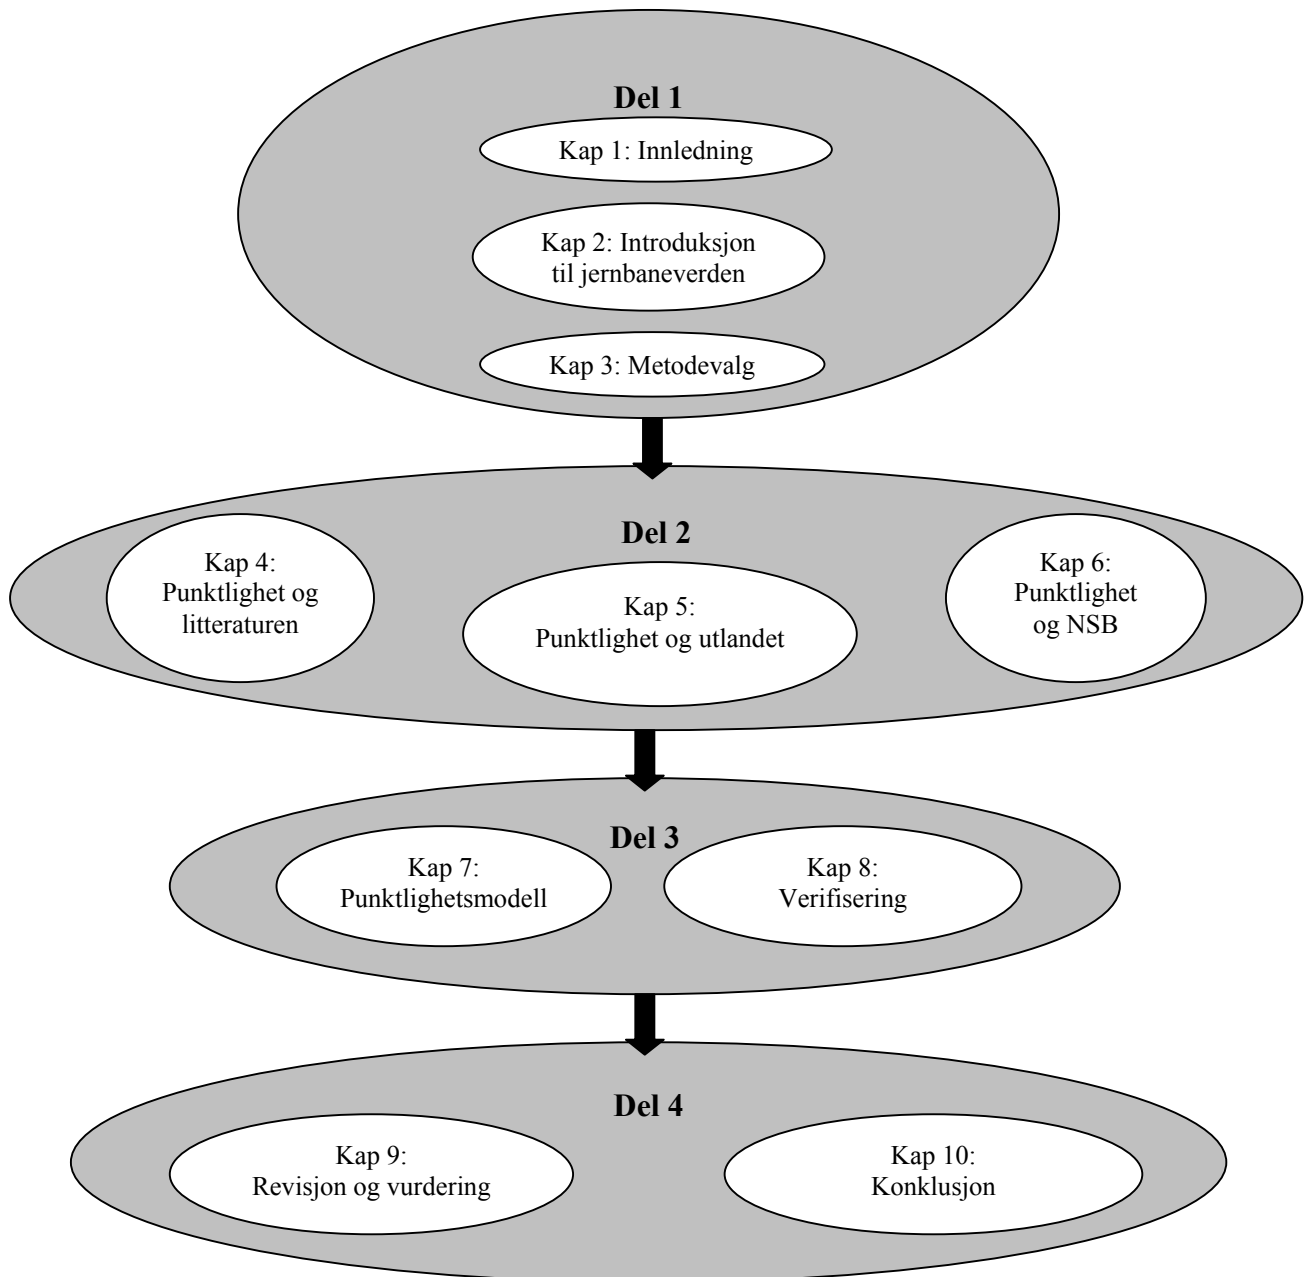 Del 1
Kap 1: Innledning
Kap 2: Introduksjon
til jernbaneverden
Kap 3: Metodevalg
Del 2
Kap 4:
Punktlighet og
litteraturen
Kap 5:
Punktlighet og utlandet
Kap 6:
Punktlighet
og NSB
Del 3
Kap 7:
Punktlighetsmodell
Kap 8:
Verifisering
Del 4
Kap 9:
Revisjon og vurdering
Kap 10:
Konklusjon